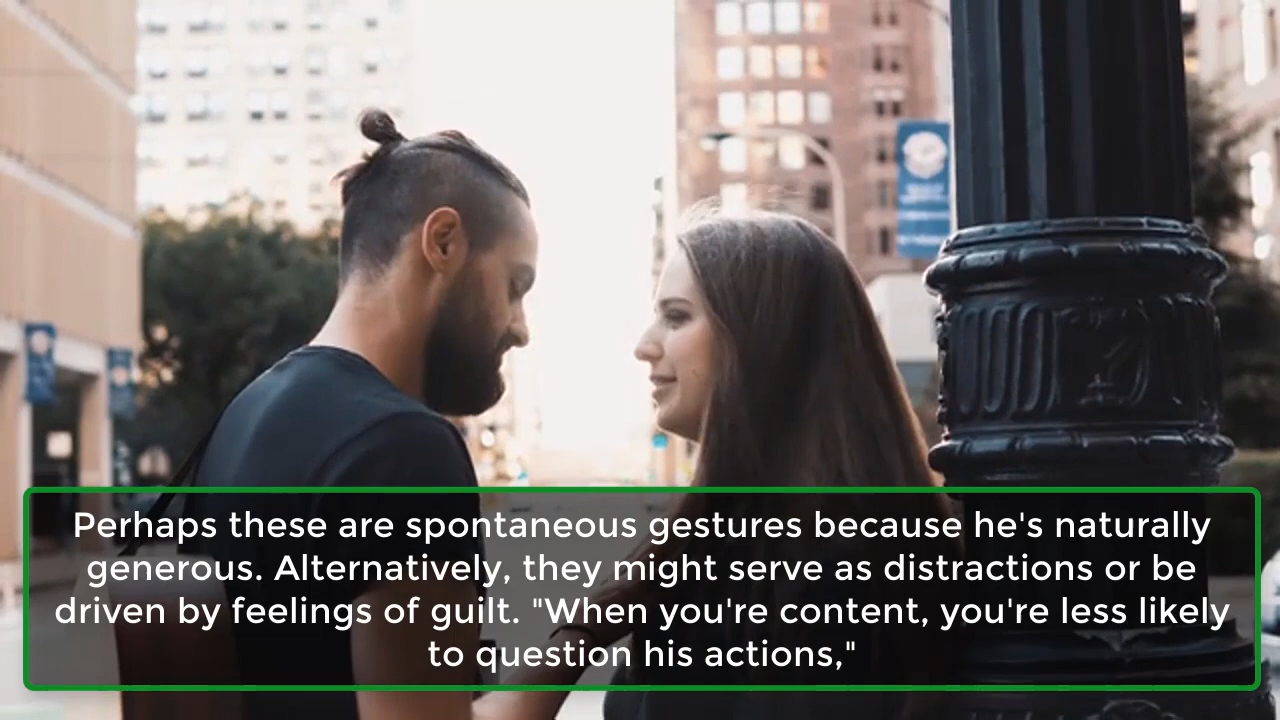 Perhaps these are spontaneous gestures because he's naturally
generous. Alternatively, they might serve as distractions or be
driven by feelings of guilt. "When you're content, you're less likely
to question his actions,"